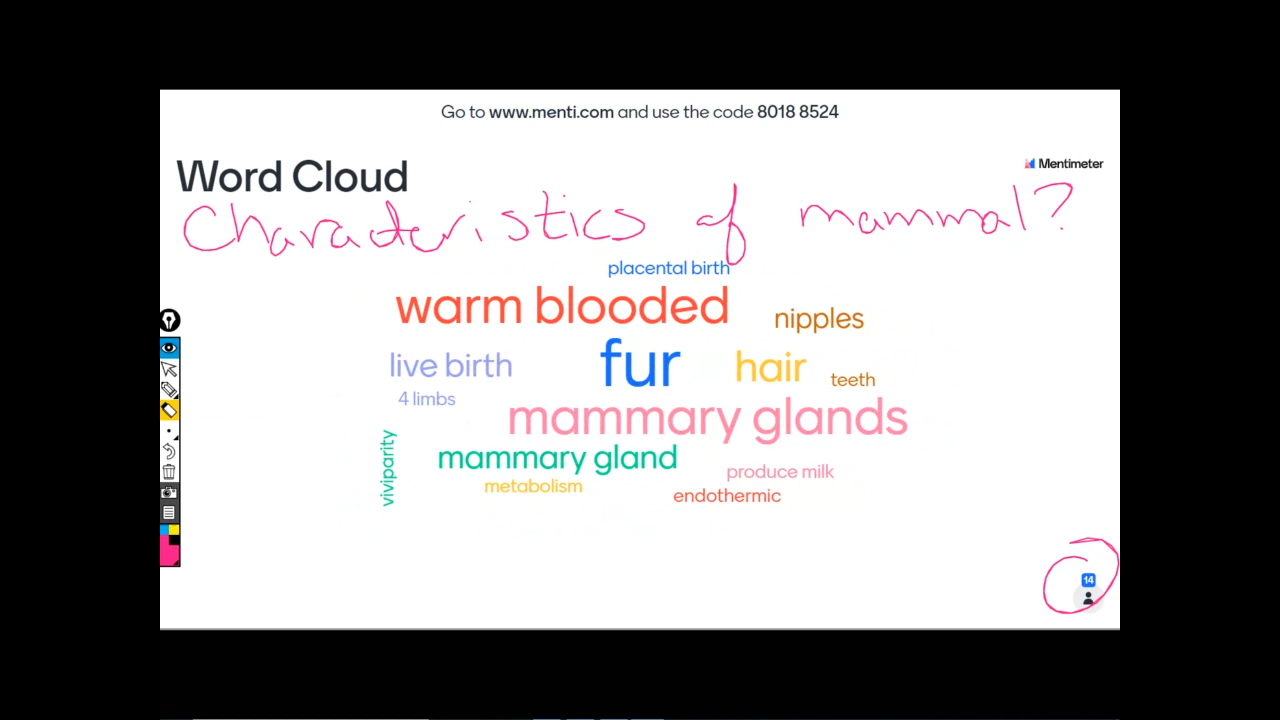 Go to www.menti.com and use the code 8018 8524
Mentimeter
Word Cloud
Characteristics of mammal?
placental birth
warm blooded
nipples
fur
live birth
hair
teeth
4 limbs
mammary glands
viviparity
mammary gland
produce milk
metabolism
endothermic
14